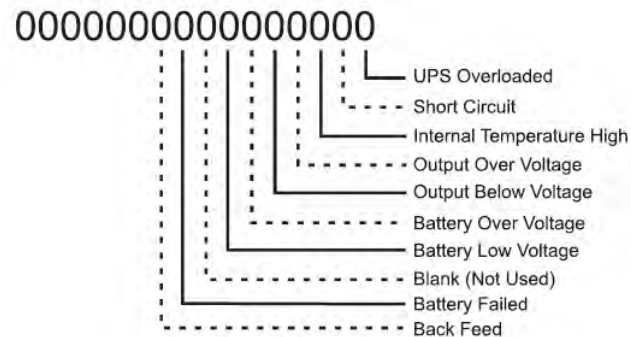 0000000000000000
UPS Overloaded
Short Circuit
Internal Temperature High
Output Over Voltage
Output Below Voltage
Battery Over Voltage
Battery Low Voltage
Blank (Not Used)
Battery Failed
Back Feed